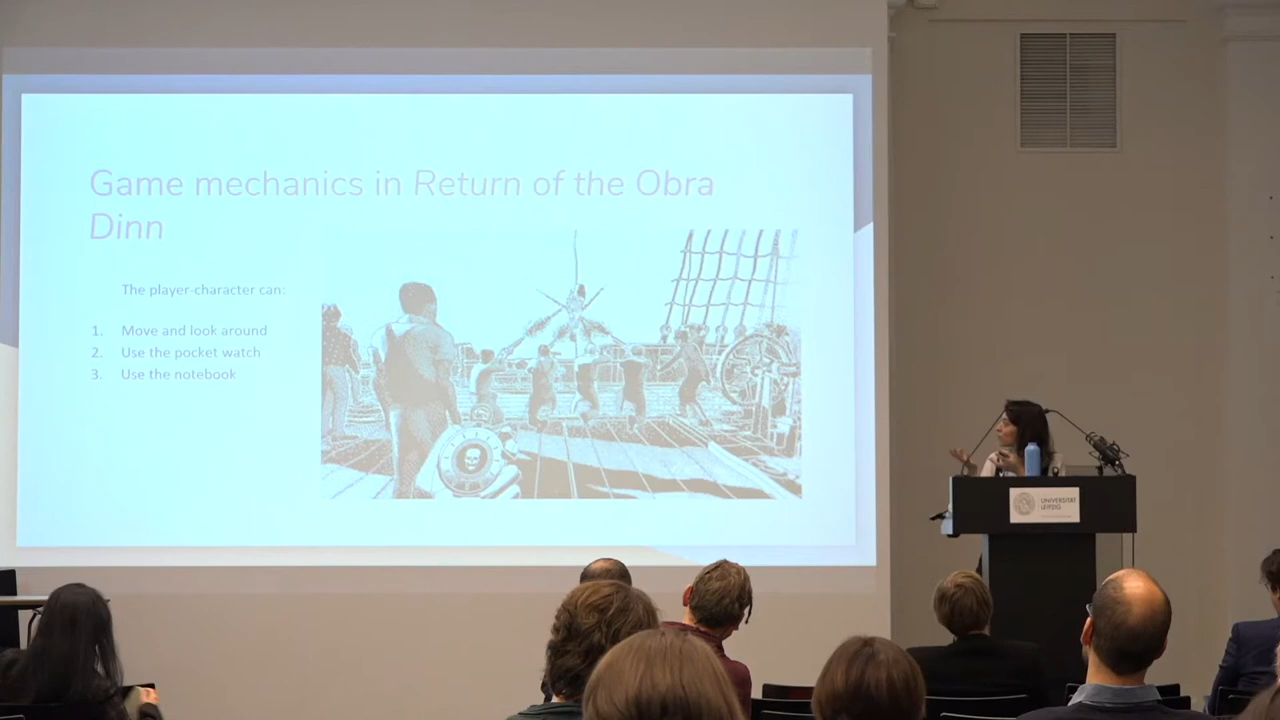 Game mechanics in Return of the Obra
Dinn
The player-character can:
1. Move and look around
2. Use the pocket watch
3. Use the notebook
UNIVERSITÄT
LEIPZIG